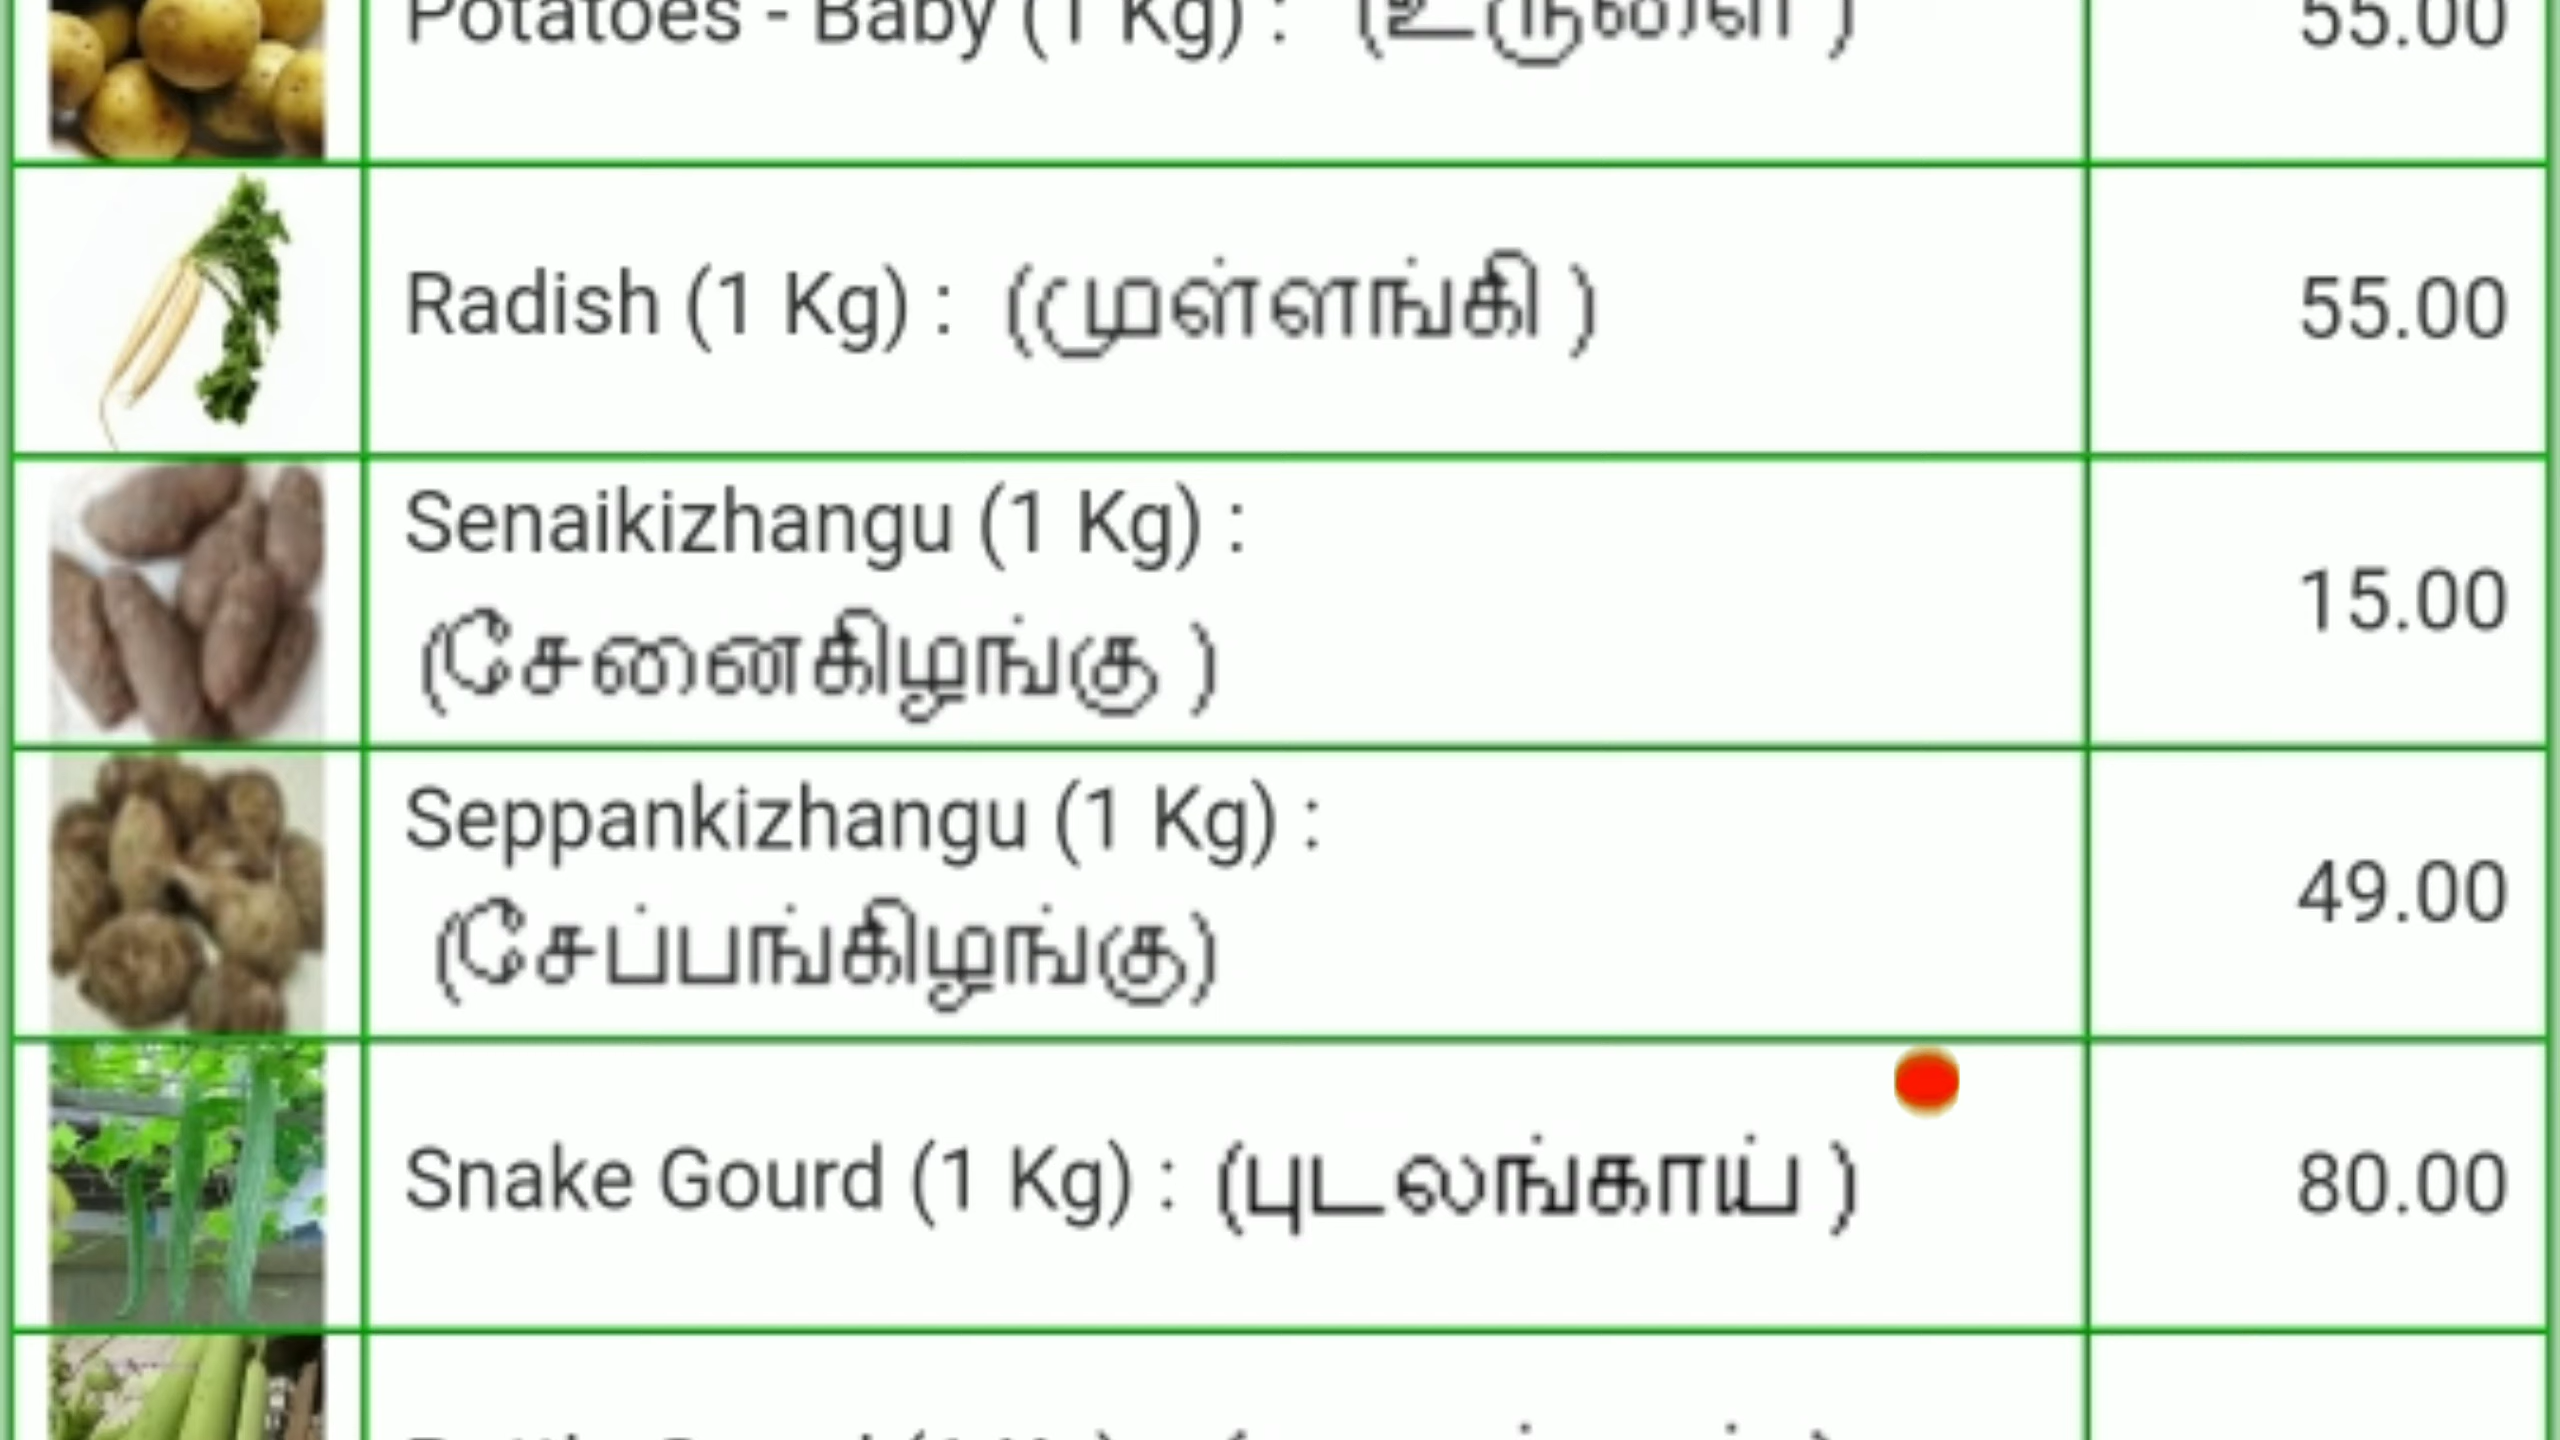 Potatoes - Baby (1 Kg) : (உருளை ) 55.00
Radish (1 Kg) : (முள்ளங்கி ) 55.00
Senaikizhangu (1 Kg) :
(சேனைகிழங்கு ) 15.00
Seppankizhangu (1 Kg) :
(சேப்பங்கிழங்கு) 49.00
Snake Gourd (1 Kg) : (புடலங்காய் ) 80.00